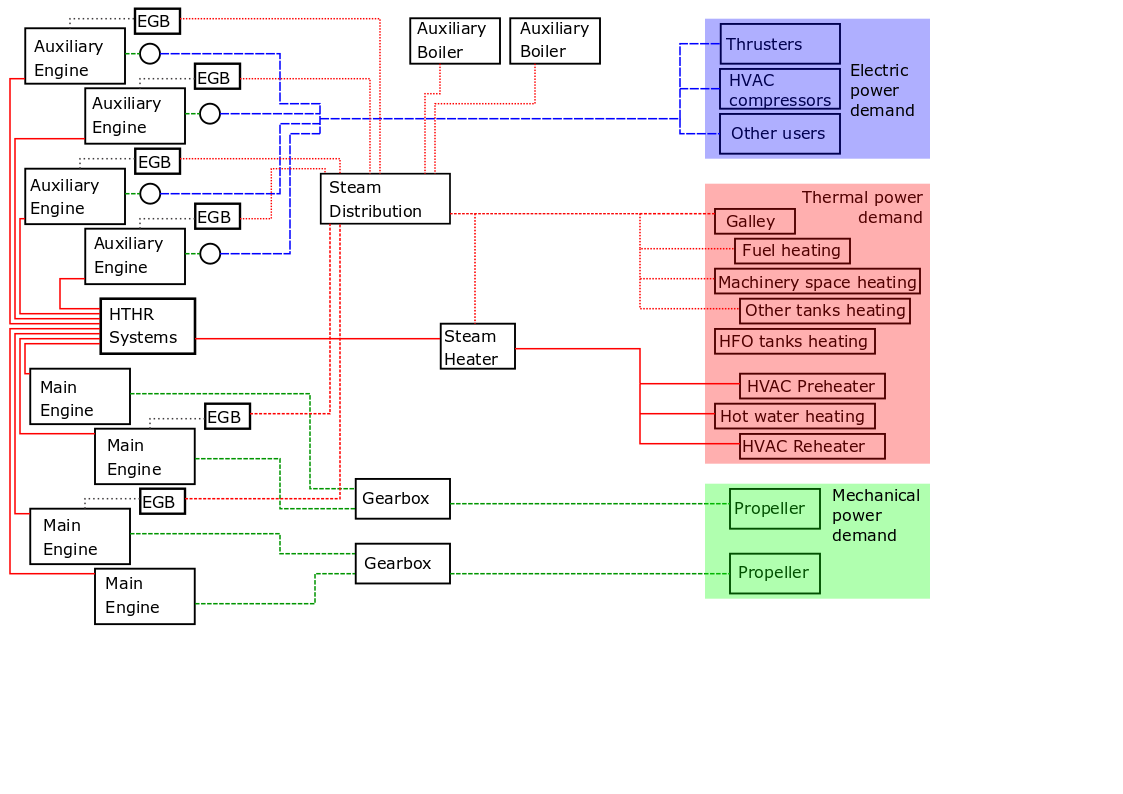 EGB
Auxiliary
Engine
EGB
Auxiliary
Engine
EGB
Auxiliary
Engine
EGB
Auxiliary
Engine
HTHR
Systems
Main
Engine
EGB
Main
Engine
EGB
Main
Engine
Main
Engine
Auxiliary
Boiler
Auxiliary
Boiler
Steam
Distribution
Steam
Heater
Gearbox
Gearbox
Thrusters
HVAC
compressors
Other users
Electric
power
demand
Thermal power
demand
Galley
Fuel heating
Machinery space heating
Other tanks heating
HFO tanks heating
HVAC Preheater
Hot water heating
HVAC Reheater
Mechanical
power
demand
Propeller
Propeller